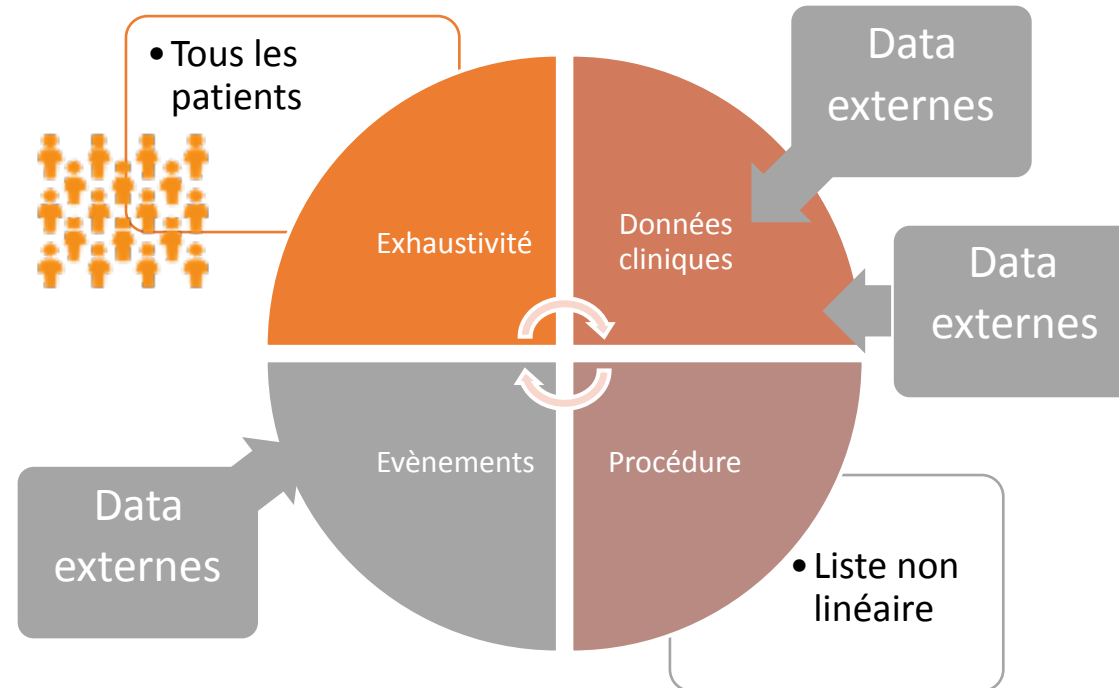 • Tous les
patients
Data
externes
Exhaustivité
Données
cliniques
Data
externes
Evènements
Procédure
Data
externes
• Liste non
linéaire